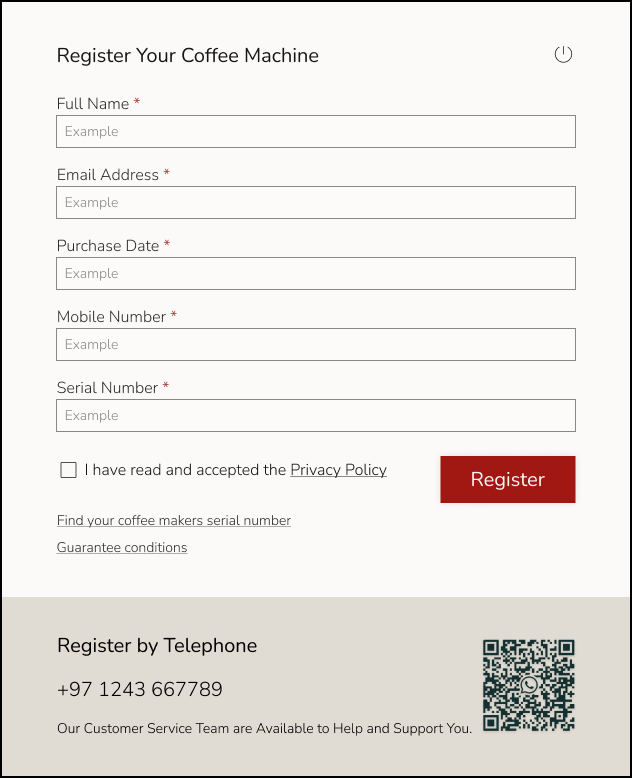 Register Your Coffee Machine
Full Name *
Example
Email Address *
Example
Purchase Date *
Example
Mobile Number *
Example
Serial Number *
Example
I have read and accepted the Privacy Policy
Register
Find your coffee makers serial number
Guarantee conditions
Register by Telephone
+97 1243 667789
Our Customer Service Team are Available to Help and Support You.